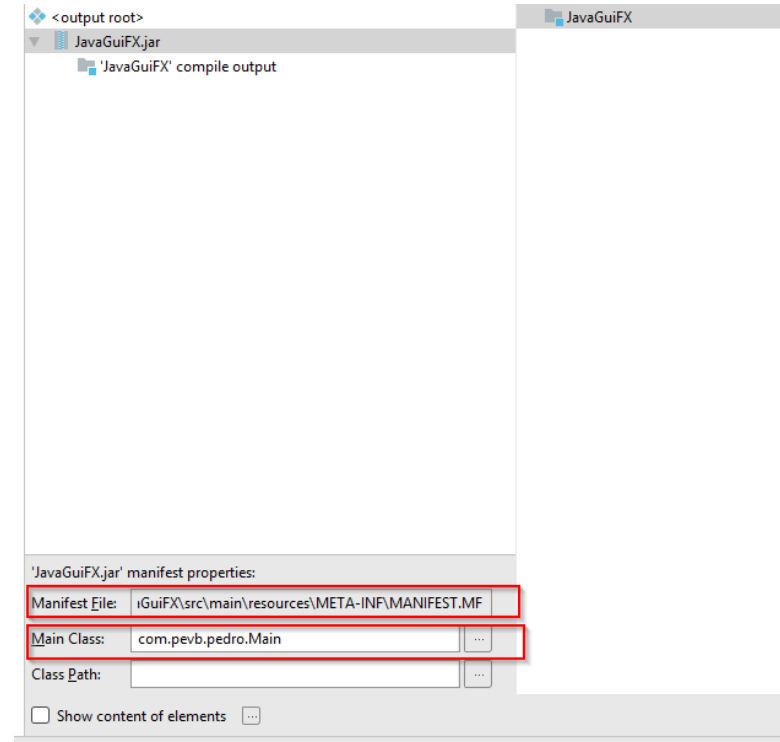 <output root>
JavaGuiFX
JavaGuiFX.jar
'JavaGuiFX' compile output
'JavaGuiFX.jar' manifest properties:
Manifest File: GuiFX\src\main\resources\META-INF\MANIFEST.MF
Main Class: com.pevb.pedro.Main ...
Class Path: ...
Show content of elements ...